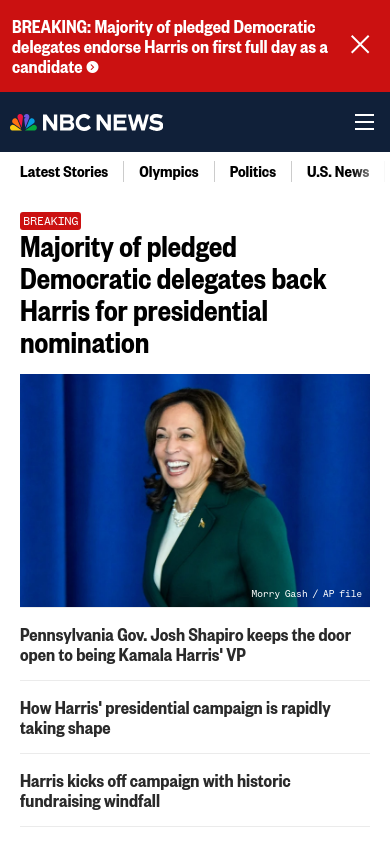 BREAKING: Majority of pledged Democratic
delegates endorse Harris on first full day as a
candidate
NBC NEWS
Latest Stories
Olympics
Politics
U.S. News
BREAKING
Majority of pledged
Democratic delegates back
Harris for presidential
nomination
Morry Gash / AP file
Pennsylvania Gov. Josh Shapiro keeps the door
open to being Kamala Harris' VP
How Harris' presidential campaign is rapidly
taking shape
Harris kicks off campaign with historic
fundraising windfall